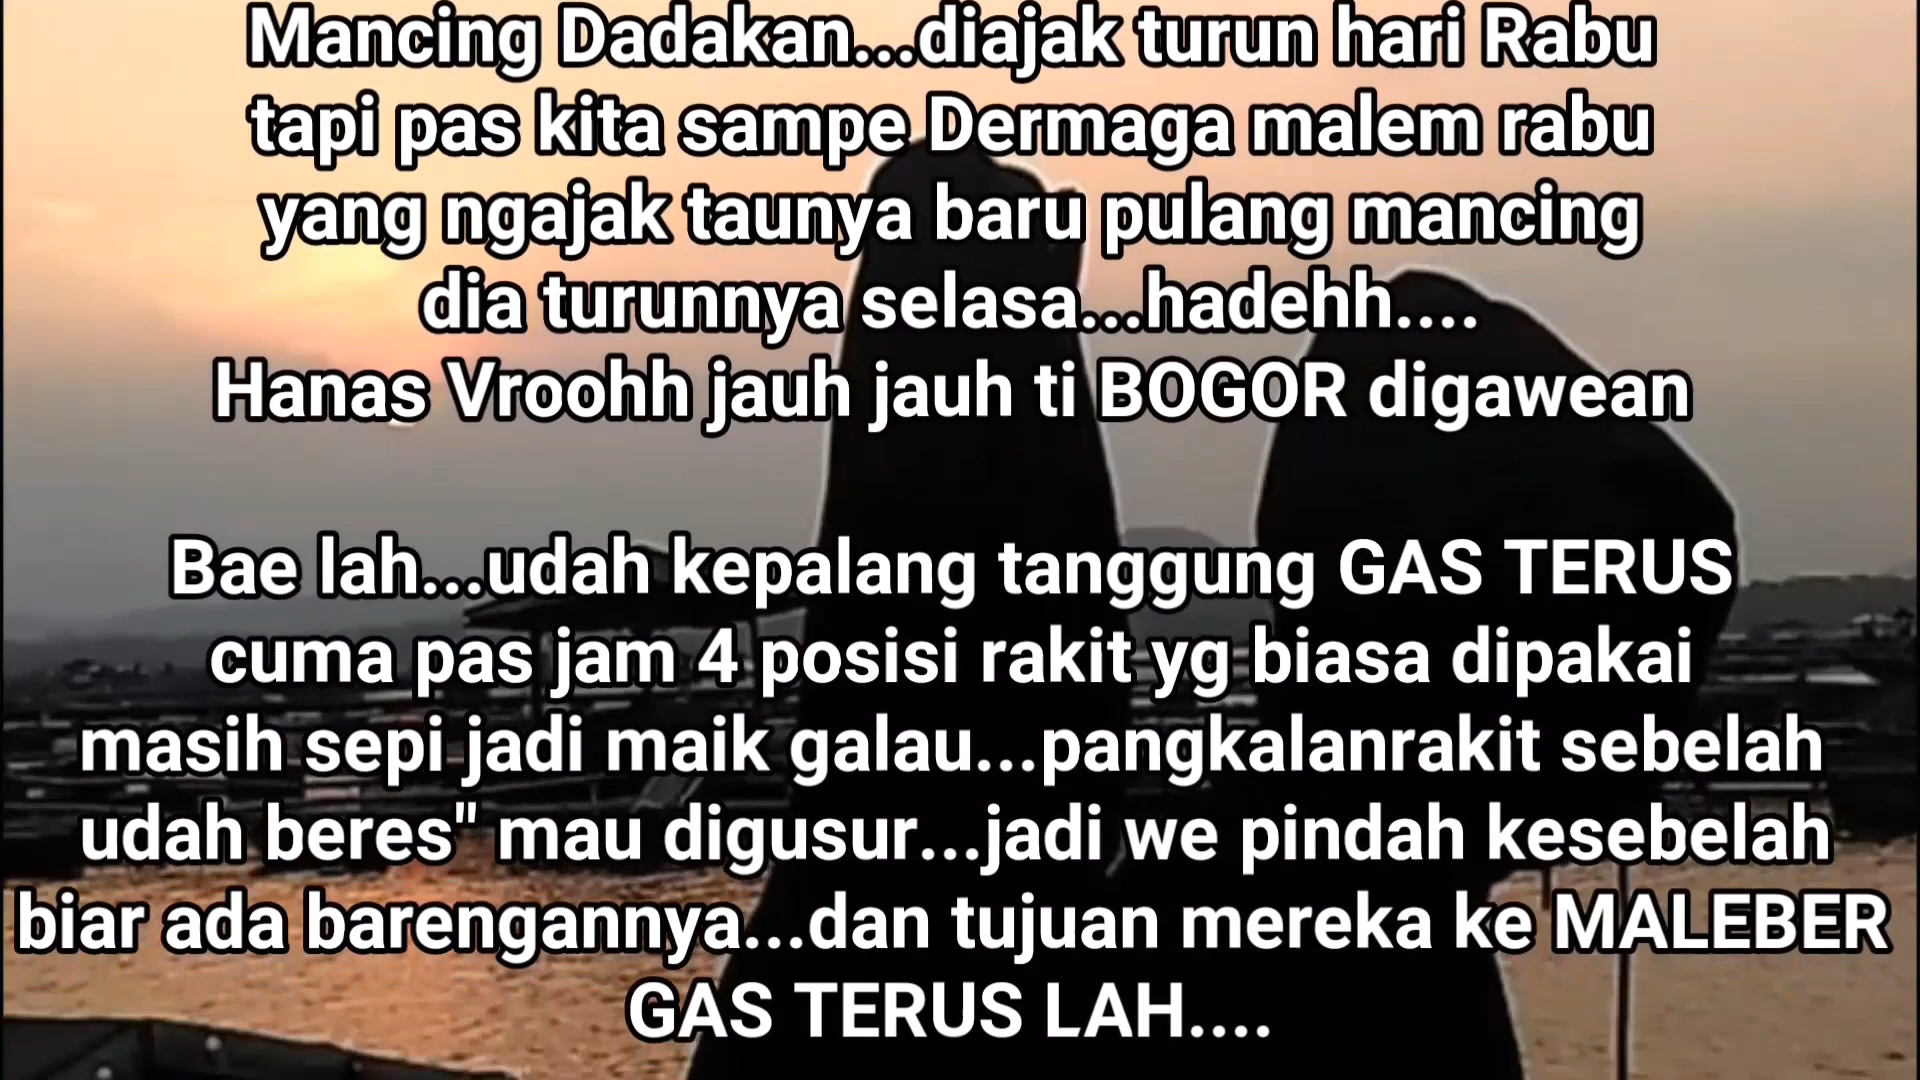 Mancing Dadakan...diajak turun hari Rabu
tapi pas kita sampe Dermaga malem rabu
yang ngajak taunya baru pulang mancing
dia turunnya selasa...hadehh....
Hanas Vroohh jauh jauh ti BOGOR digawean
Bae lah...udah kepalang tanggung GAS TERUS
cuma pas jam 4 posisi rakit yg biasa dipakai
masih sepi jadi maik galau...pangkalanrakit sebelah
udah beres" mau digusur...jadi we pindah kesebelah
biar ada barengannya...dan tujuan mereka ke MALEBER
GAS TERUS LAH....